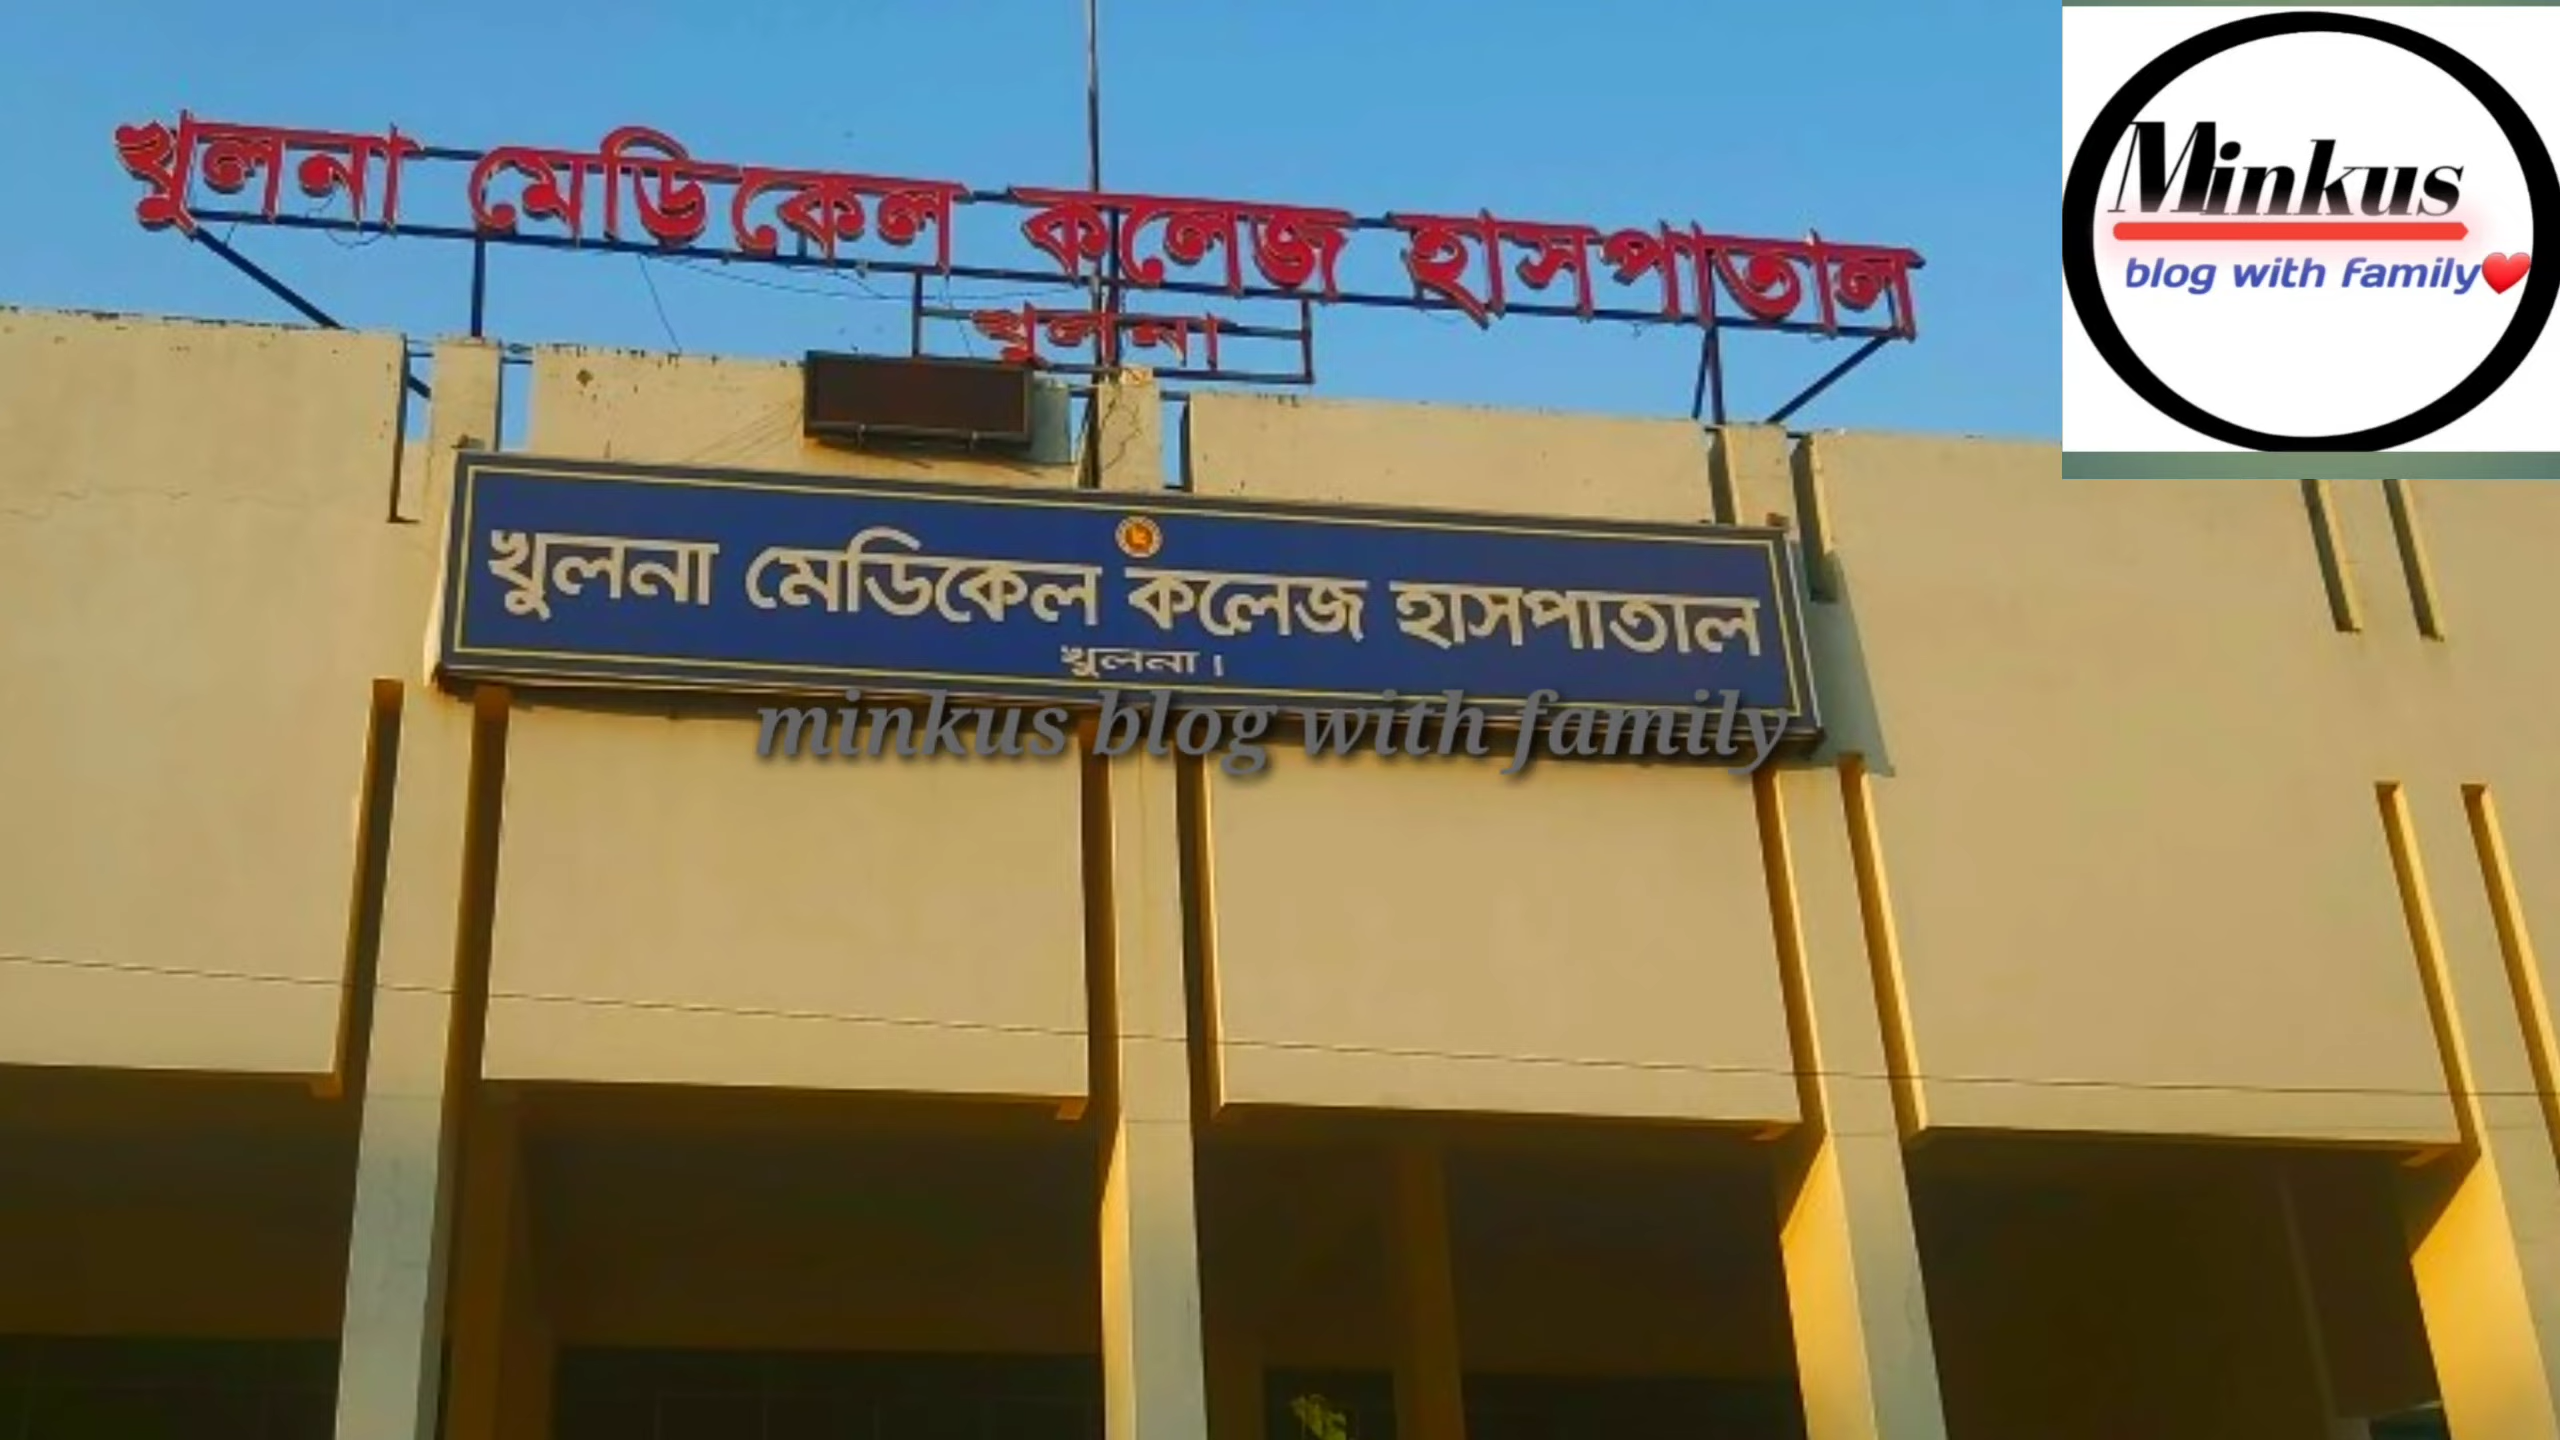 খুলনা মেডিকেল কলেজ হাসপাতাল
খুলনা
খুলনা মেডিকেল কলেজ হাসপাতাল
খুলনা।
minkus blog with family
Minkus
blog with family